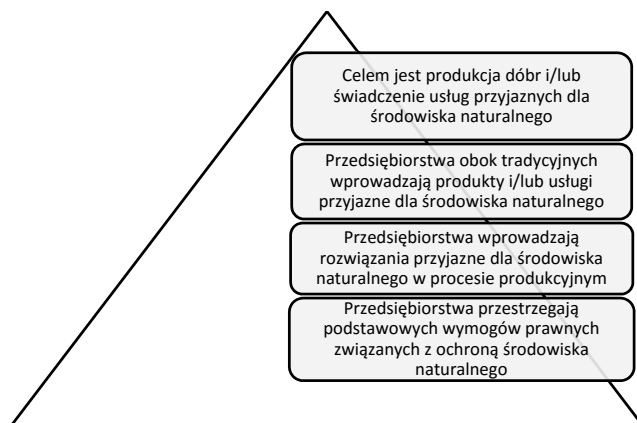 Celem jest produkcja dóbr i/lub
świadczenie usług przyjaznych dla
środowiska naturalnego
Przedsiębiorstwa obok tradycyjnych
wprowadzają produkty i/lub usługi
przyjazne dla środowiska naturalnego
Przedsiębiorstwa wprowadzają
rozwiązania przyjazne dla środowiska
naturalnego w procesie produkcyjnym
Przedsiębiorstwa przestrzegają
podstawowych wymogów prawnych
związanych z ochroną środowiska
naturalnego